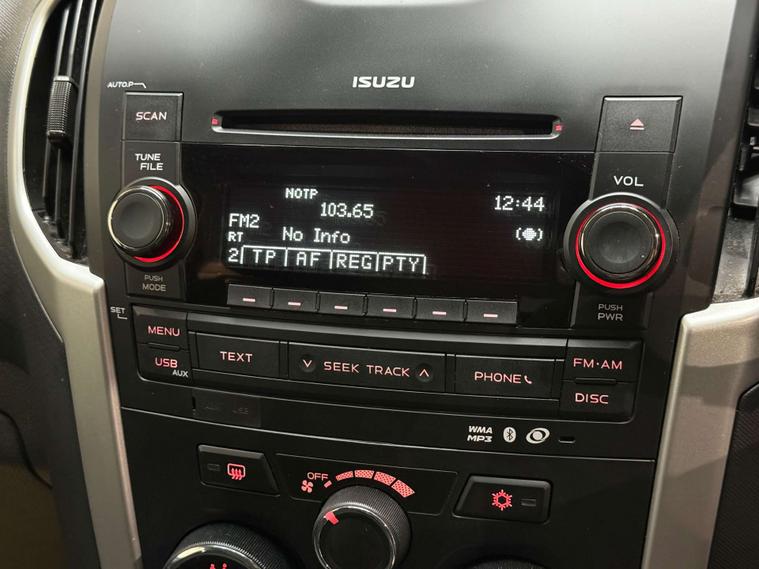 ISUZU
AUTO.P
SCAN
TUNE
FILE
VOL
NOTP
103.65
12:44
FM2
RT
No Info
2 TP AF REG PTY
PUSH
MODE
PUSH
PWR
SET
MENU
USB
AUX
TEXT
SEEK TRACK
PHONE
FM·AM
DISC
WMA
MP3
OFF